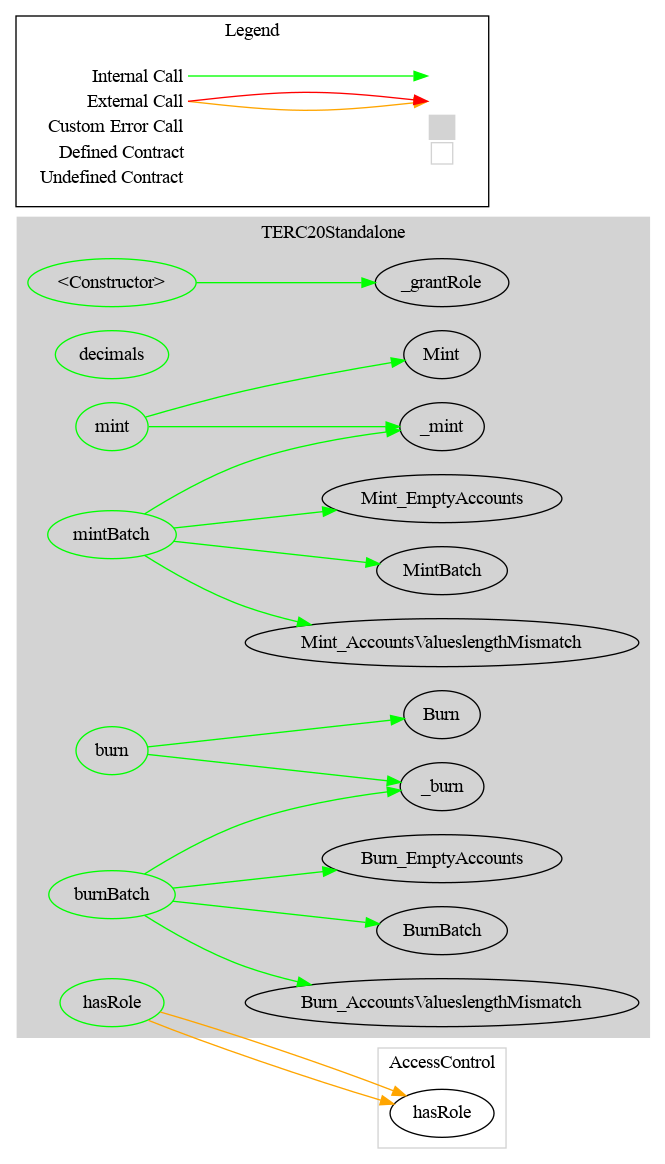 Legend
Internal Call
External Call
Custom Error Call
Defined Contract
Undefined Contract
TERC20Standalone
<Constructor>
_grantRole
decimals
Mint
mint
_mint
Mint_EmptyAccounts
mintBatch
MintBatch
Mint_AccountsValueslengthMismatch
Burn
burn
_burn
Burn_EmptyAccounts
burnBatch
BurnBatch
hasRole
Burn_AccountsValueslengthMismatch
AccessControl
hasRole